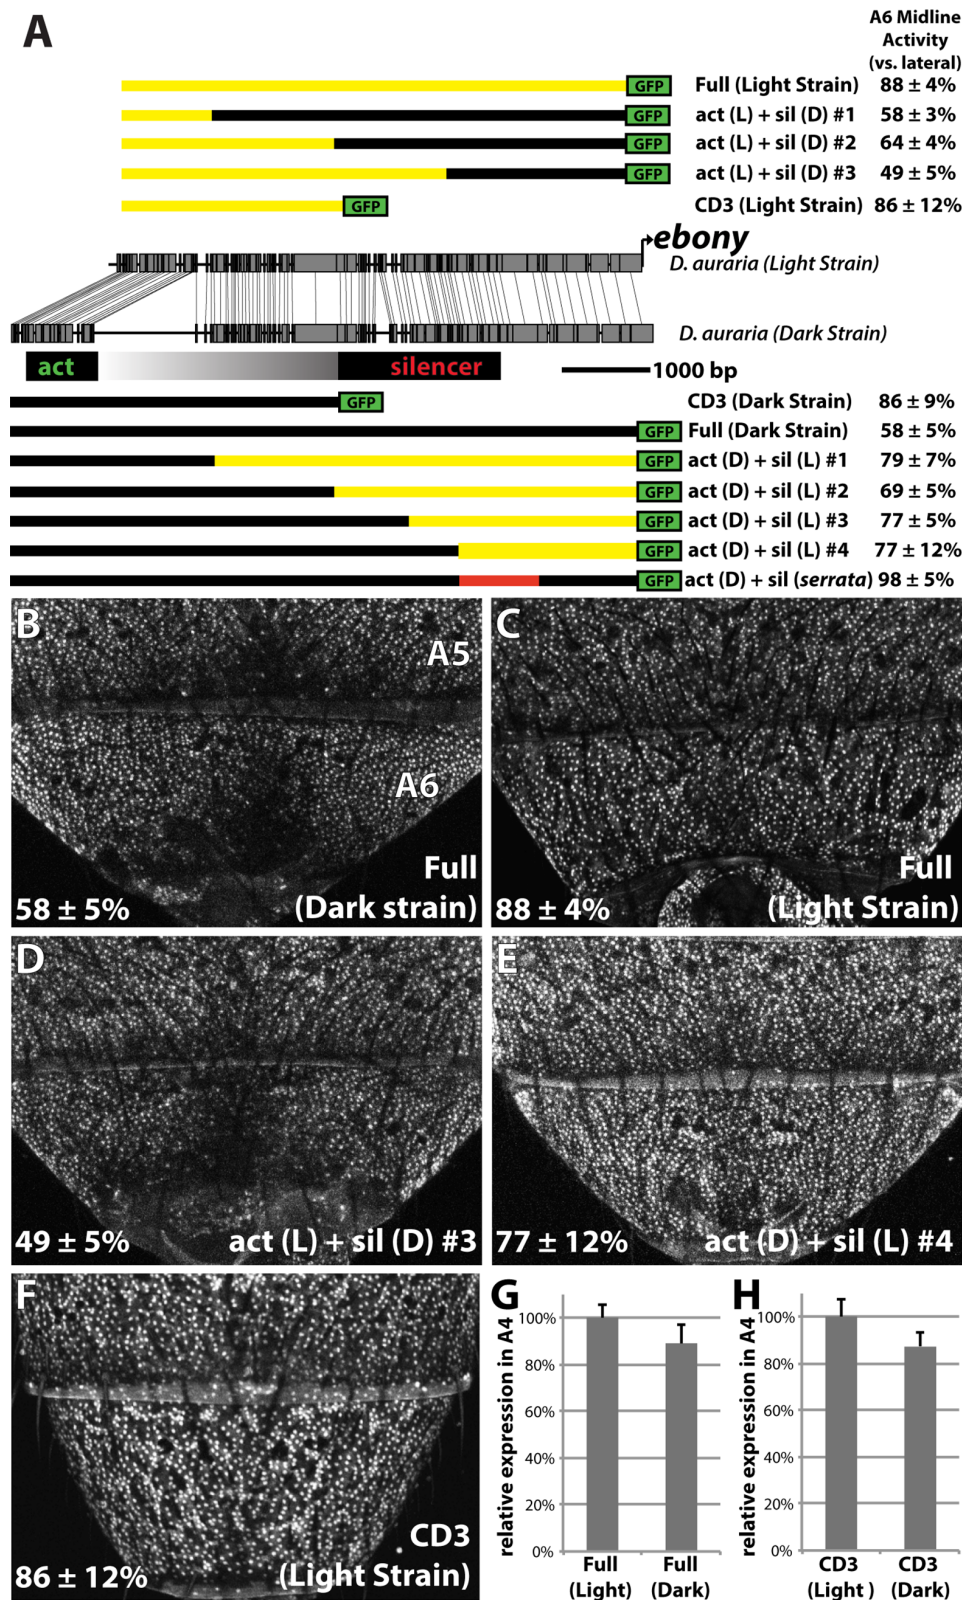 A
A6 Midline
Activity
(vs. lateral)
GFP Full (Light Strain) 88 ± 4%
act (L) + sil (D) #1 58 ± 3%
GFP act (L) + sil (D) #2 64 ± 4%
GFP act (L) + sil (D) #3 49 ± 5%
GFP CD3 (Light Strain) 86 ± 12%
ebony
D. auraria (Light Strain)
D. auraria (Dark Strain)
act silencer 1000 bp
GFP CD3 (Dark Strain) 86 ± 9%
GFP Full (Dark Strain) 58 ± 5%
GFP act (D) + sil (L) #1 79 ± 7%
GFP act (D) + sil (L) #2 69 ± 5%
GFP act (D) + sil (L) #3 77 ± 5%
GFP act (D) + sil (L) #4 77 ± 12%
GFP act (D) + sil (serrata) 98 ± 5%
B
A5
A6
Full
58 ± 5% (Dark strain)
C
Full
88 ± 4% (Light Strain)
D
49 ± 5% act (L) + sil (D) #3
E
77 ± 12% act (D) + sil (L) #4
F
CD3
86 ± 12% (Light Strain)
G
relative expression in A4
100%
80%
60%
40%
20%
0%
Full
(Light)
Full
(Dark)
H
relative expression in A4
100%
80%
60%
40%
20%
0%
CD3
(Light )
CD3
(Dark)